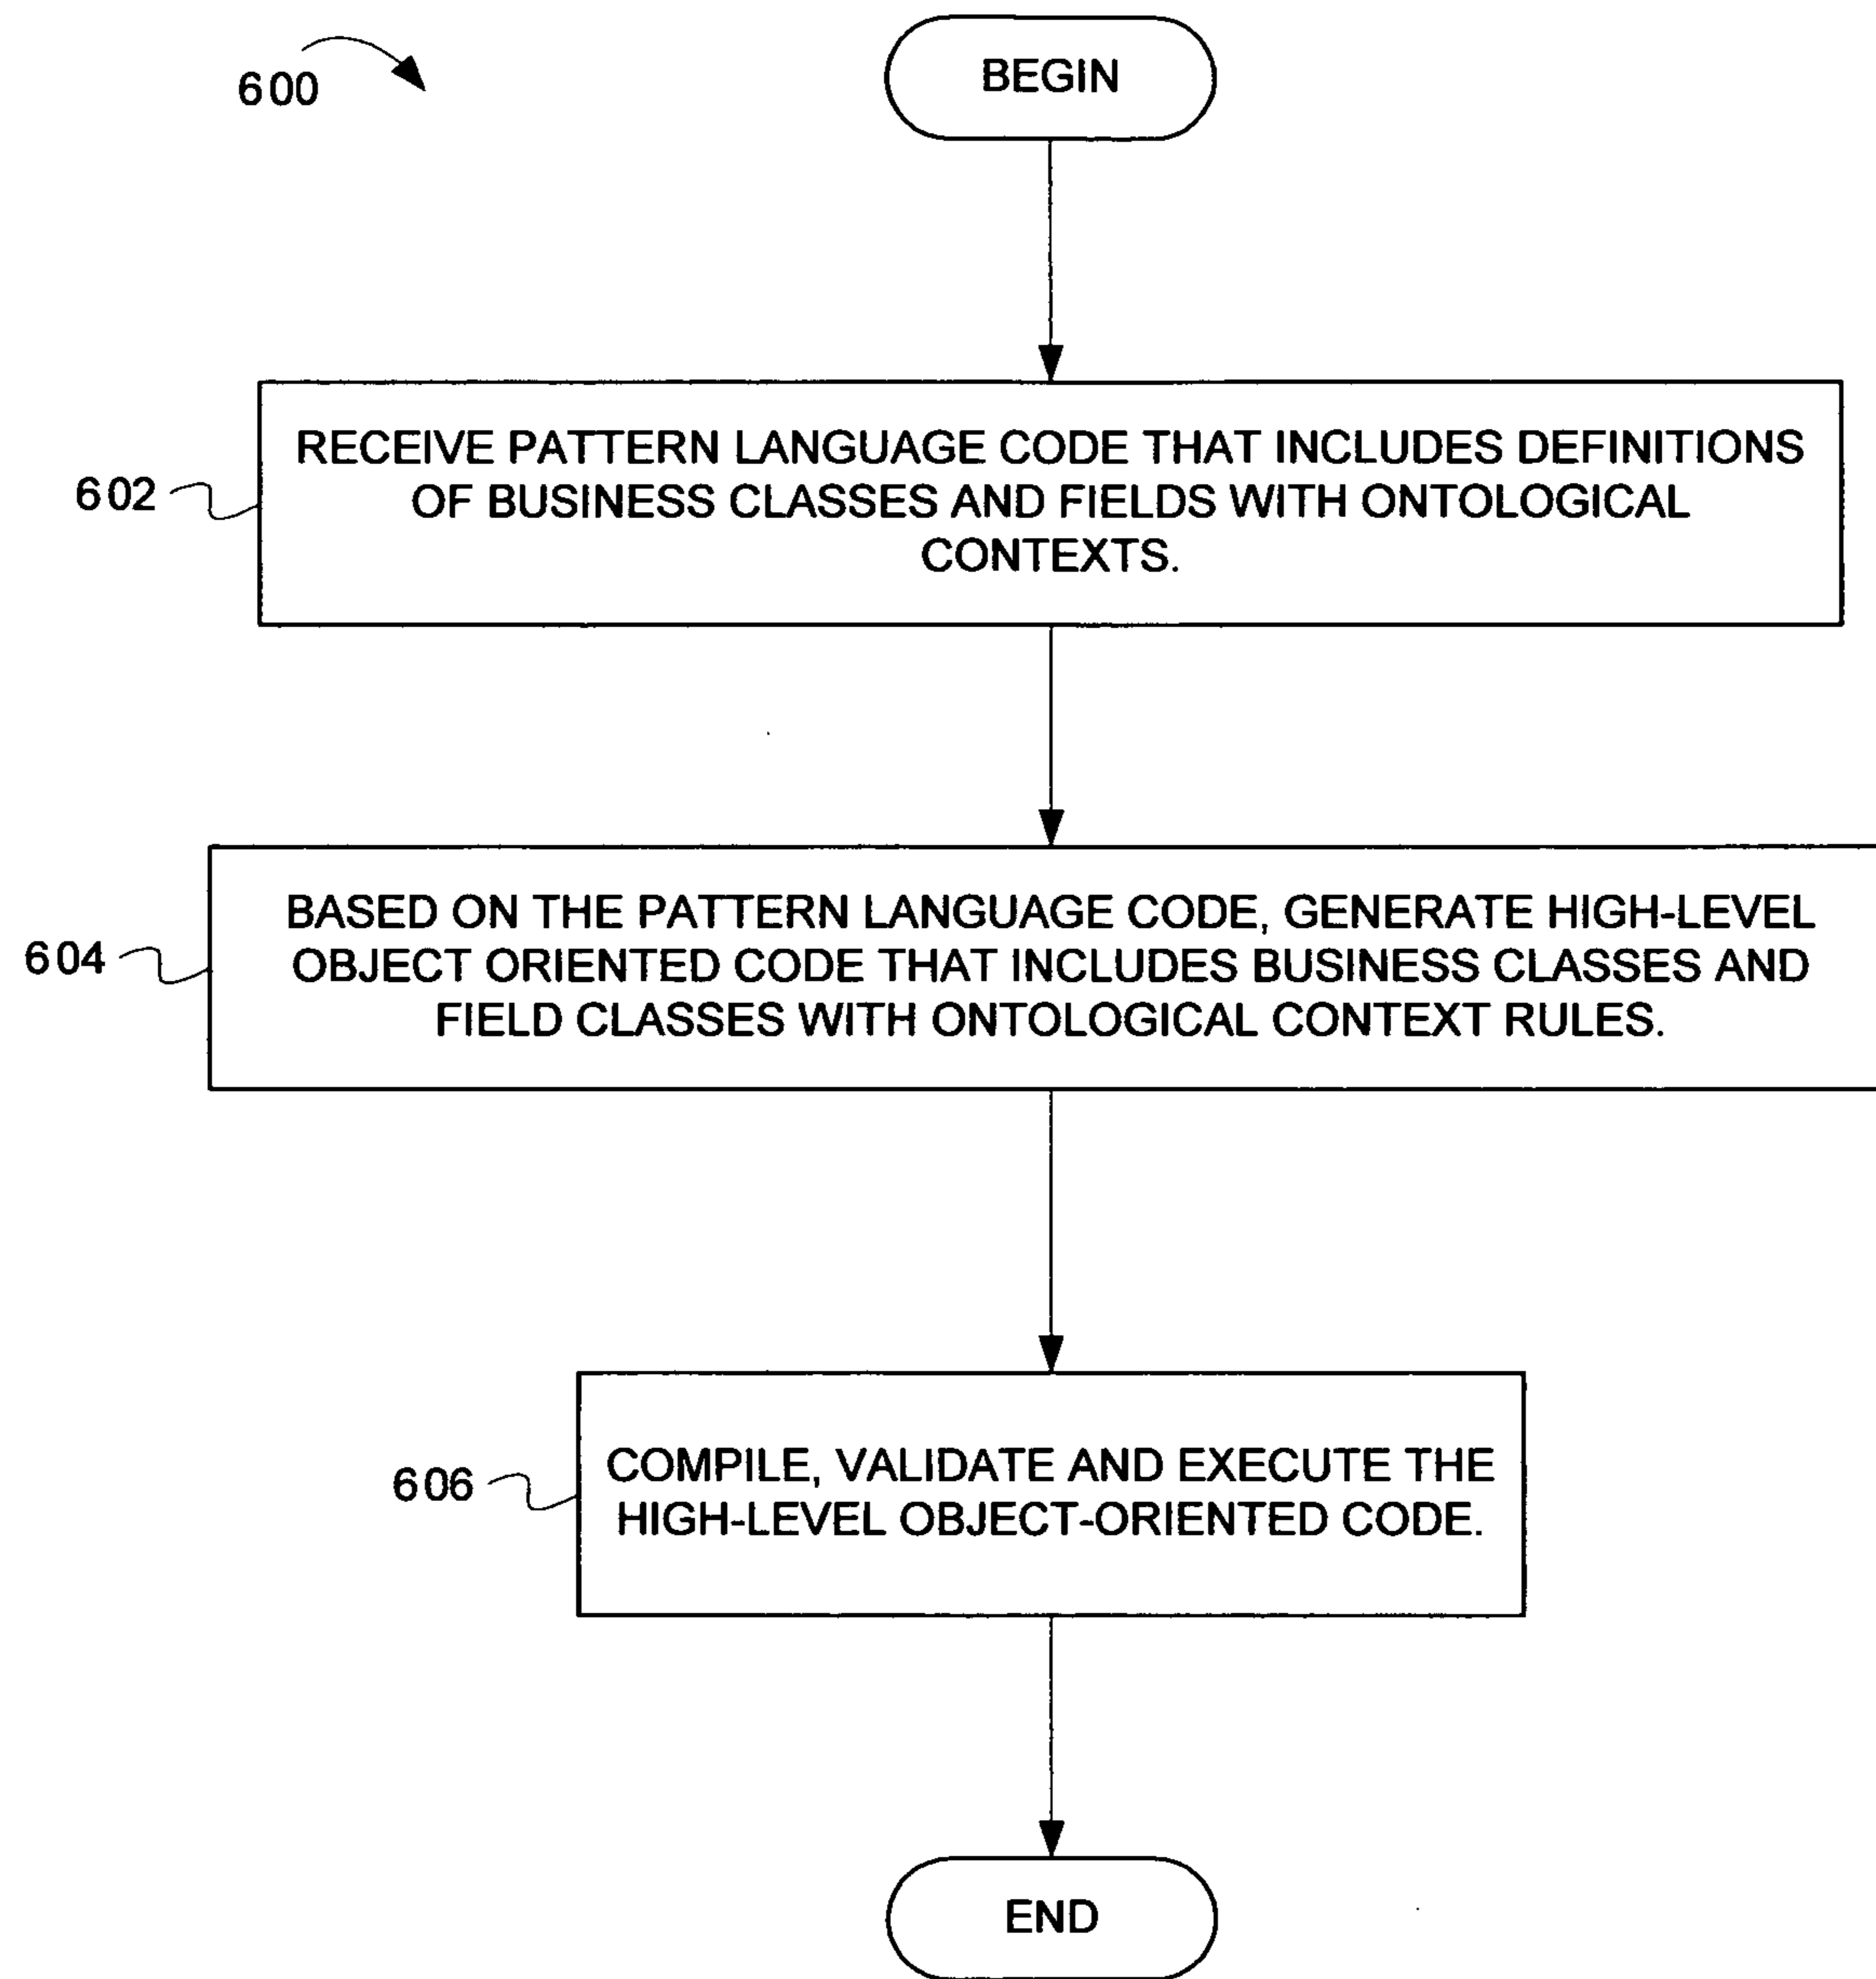 600
BEGIN
602
RECEIVE PATTERN LANGUAGE CODE THAT INCLUDES DEFINITIONS
OF BUSINESS CLASSES AND FIELDS WITH ONTOLOGICAL
CONTEXTS.
604
BASED ON THE PATTERN LANGUAGE CODE, GENERATE HIGH-LEVEL
OBJECT ORIENTED CODE THAT INCLUDES BUSINESS CLASSES AND
FIELD CLASSES WITH ONTOLOGICAL CONTEXT RULES.
606
COMPILE, VALIDATE AND EXECUTE THE
HIGH-LEVEL OBJECT-ORIENTED CODE.
END